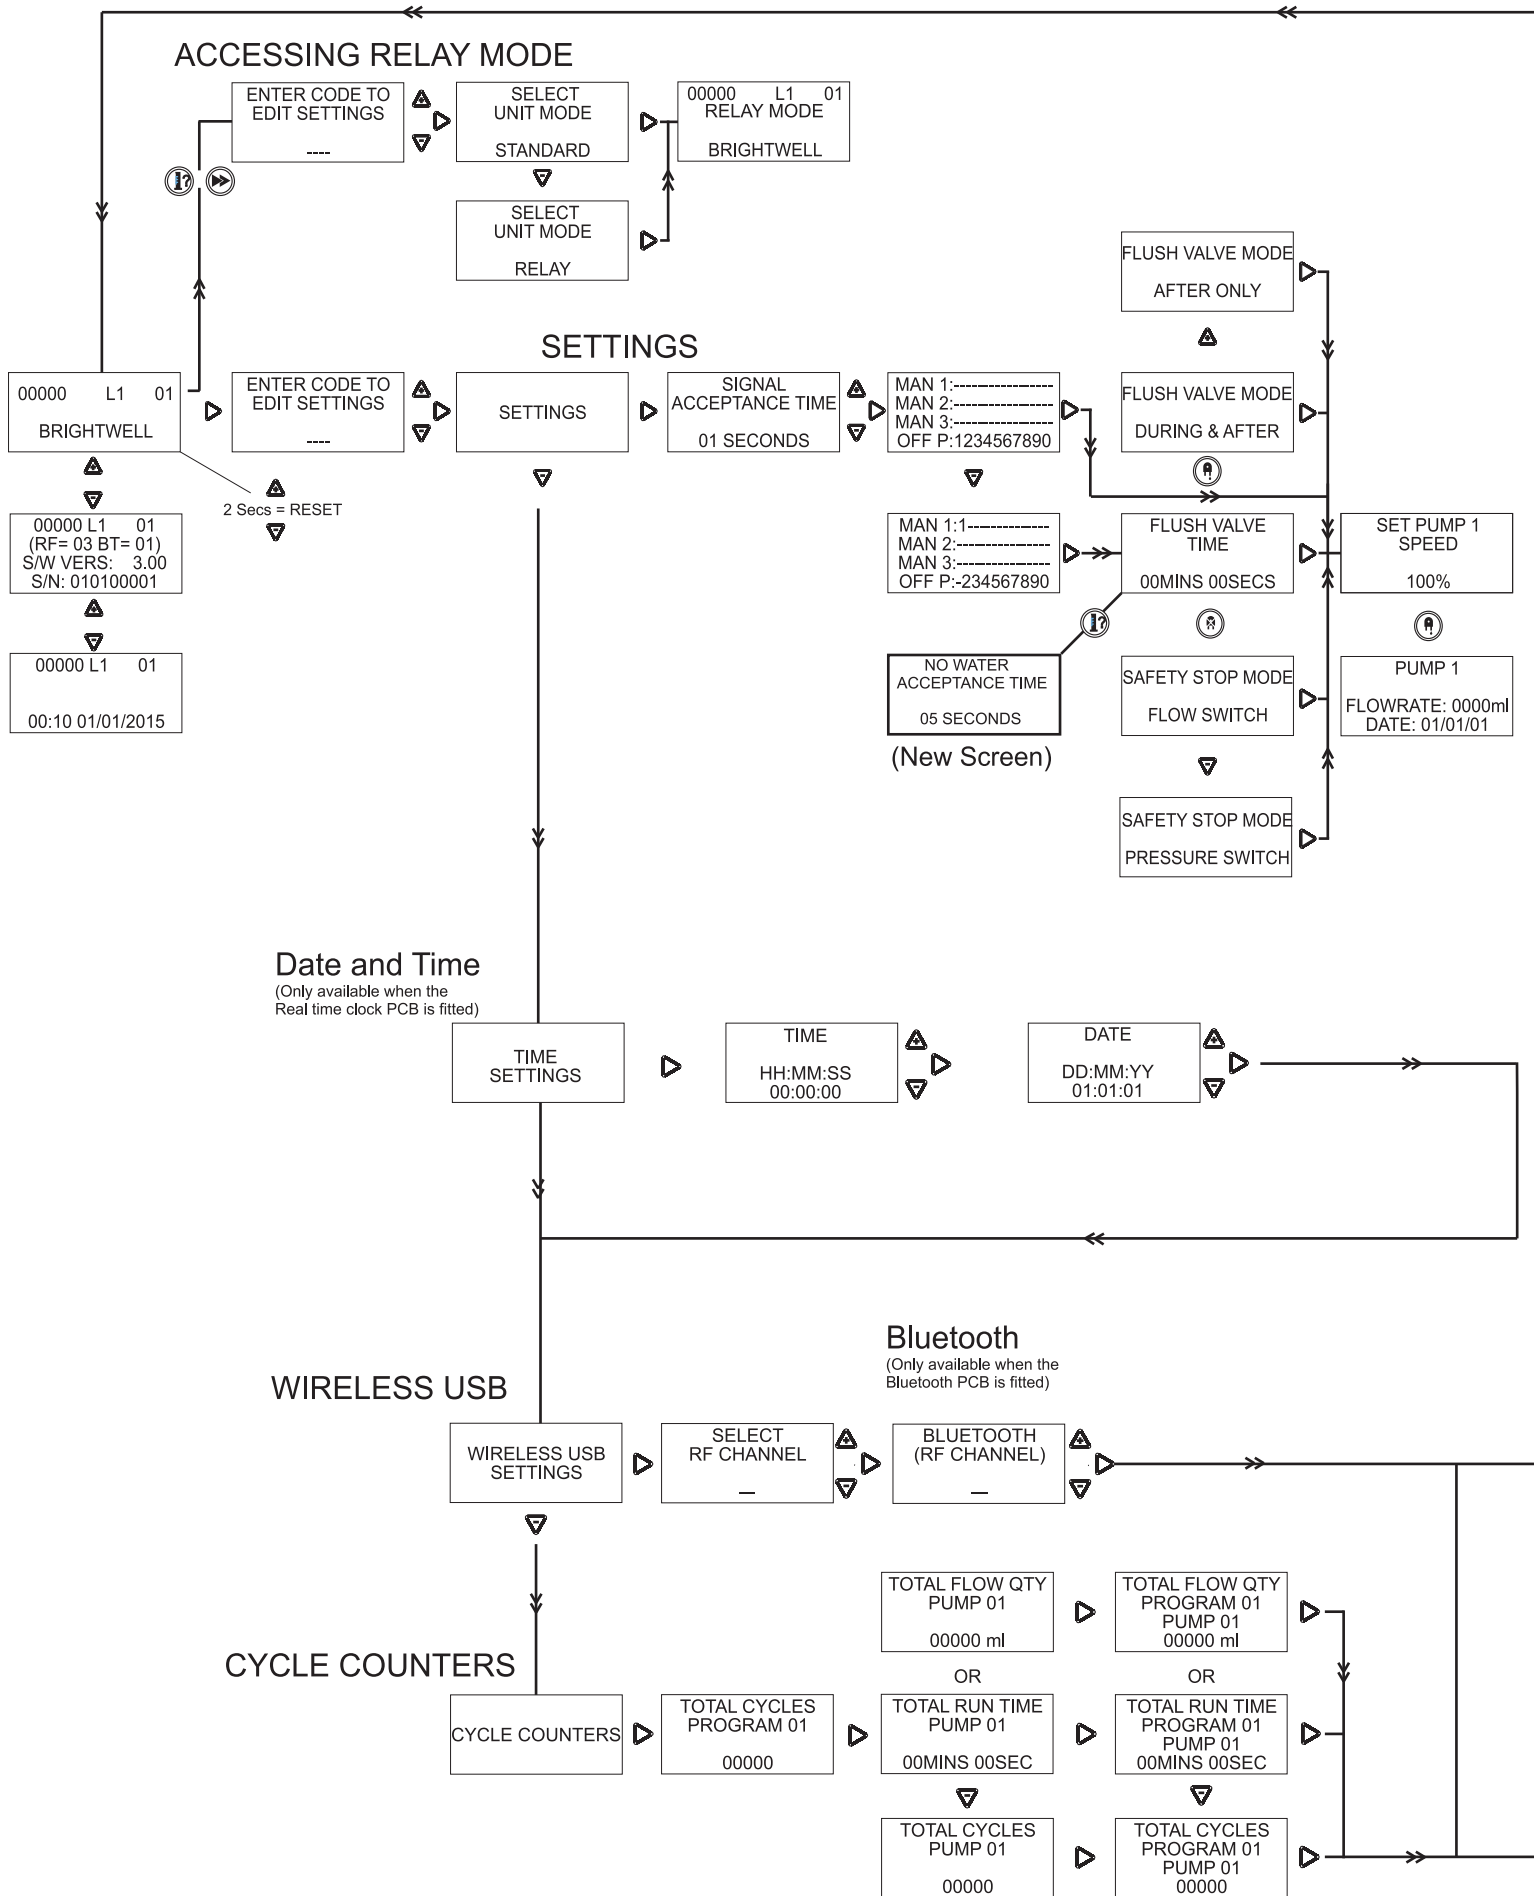 ACCESSING RELAY MODE
ENTER CODE TO
EDIT SETTINGS
----
SELECT
UNIT MODE
STANDARD
00000 L1 01
RELAY MODE
BRIGHTWELL
SELECT
UNIT MODE
RELAY
SETTINGS
00000 L1 01
BRIGHTWELL
ENTER CODE TO
EDIT SETTINGS
----
2 Secs = RESET
SETTINGS
SIGNAL
ACCEPTANCE TIME
01 SECONDS
MAN 1:-----------------
MAN 2:-----------------
MAN 3:-----------------
OFF P:1234567890
FLUSH VALVE MODE
AFTER ONLY
FLUSH VALVE MODE
DURING & AFTER
00000 L1 01
(RF= 03 BT= 01)
S/W VERS: 3.00
S/N: 010100001
00000 L1 01
00:10 01/01/2015
MAN 1:1--------------
MAN 2:----------------
MAN 3:----------------
OFF P:-234567890
FLUSH VALVE
TIME
00MINS 00SECS
SET PUMP 1
SPEED
100%
I?
NO WATER
ACCEPTANCE TIME
05 SECONDS
(New Screen)
SAFETY STOP MODE
FLOW SWITCH
PUMP 1
FLOWRATE: 0000ml
DATE: 01/01/01
SAFETY STOP MODE
PRESSURE SWITCH
Date and Time
(Only available when the
Real time clock PCB is fitted)
TIME
SETTINGS
TIME
HH:MM:SS
00:00:00
DATE
DD:MM:YY
01:01:01
Bluetooth
(Only available when the
Bluetooth PCB is fitted)
WIRELESS USB
WIRELESS USB
SETTINGS
SELECT
RF CHANNEL
—
BLUETOOTH
(RF CHANNEL)
—
TOTAL FLOW QTY
PUMP 01
00000 ml
TOTAL FLOW QTY
PROGRAM 01
PUMP 01
00000 ml
OR
OR
CYCLE COUNTERS
CYCLE COUNTERS
TOTAL CYCLES
PROGRAM 01
00000
TOTAL RUN TIME
PUMP 01
00MINS 00SEC
TOTAL RUN TIME
PROGRAM 01
PUMP 01
00MINS 00SEC
TOTAL CYCLES
PUMP 01
00000
TOTAL CYCLES
PROGRAM 01
PUMP 01
00000